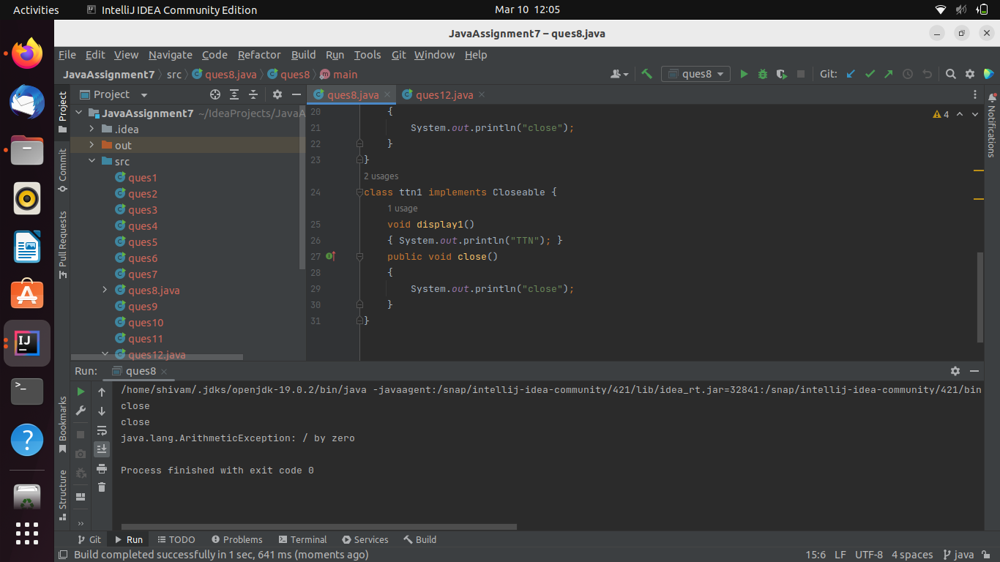 Activities IntelliJ IDEA Community Edition Mar 10 12:05
JavaAssignment7 – ques8.java
File Edit View Navigate Code Refactor Build Run Tools Git Window Help
JavaAssignment7 src ques8.java ques8 main ques8 Git:
Project Project ques8.java ques12.java
JavaAssignment7 ~/IdeaProjects/JavaA
.idea
out
src
ques1
ques2
ques3
ques4
ques5
ques6
ques7
ques8.java
ques9
ques10
ques11
ques12.java
Commit
Pull Requests
Bookmarks
Structure
Notifications
4
20 {
21 System.out.println("close");
22 }
23 }
2 usages
24 class ttn1 implements Closeable {
1 usage
25 void display1()
26 { System.out.println("TTN"); }
27 public void close()
28 {
29 System.out.println("close");
30 }
31 }
Run: ques8
/home/shivam/.jdks/openjdk-19.0.2/bin/java -javaagent:/snap/intellij-idea-community/421/lib/idea_rt.jar=32841:/snap/intellij-idea-community/421/bin
close
close
java.lang.ArithmeticException: / by zero
Process finished with exit code 0
Git Run TODO Problems Terminal Services Build
Build completed successfully in 1 sec, 641 ms (moments ago) 15:6 LF UTF-8 4 spaces java